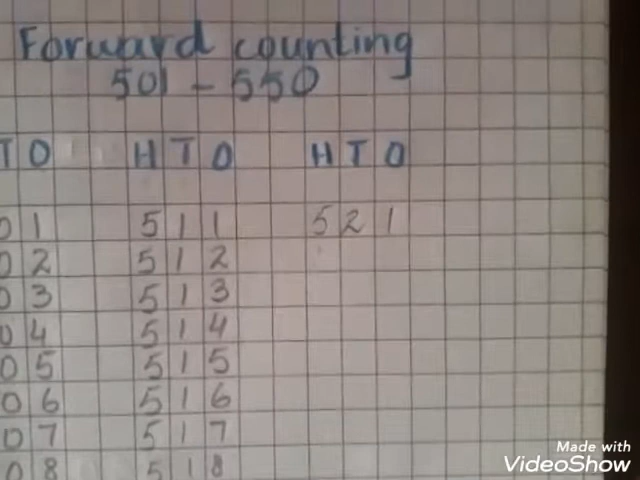 Forward counting
501 - 550
T O H T O H T O
0 1 5 1 1 5 2 1
0 2 5 1 2
0 3 5 1 3
0 4 5 1 4
0 5 5 1 5
0 6 5 1 6
0 7 5 1 7
0 8 5 1 8
Made with
VideoShow